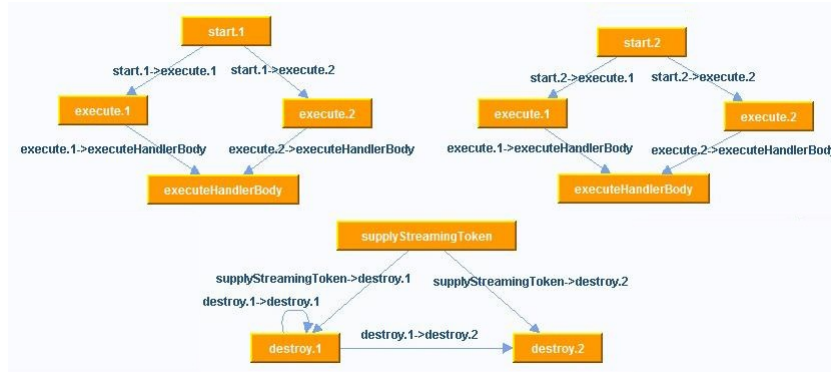 start.1
start.2
start.1->execute.1
start.1->execute.2
start.2->execute.1
start.2->execute.2
execute.1
execute.2
execute.1
execute.2
execute.1->executeHandlerBody
execute.2->executeHandlerBody
execute.1->executeHandlerBody
execute.2->executeHandlerBody
executeHandlerBody
executeHandlerBody
supplyStreamingToken
supplyStreamingToken->destroy.1
supplyStreamingToken->destroy.2
destroy.1->destroy.1
destroy.1->destroy.2
destroy.1
destroy.2